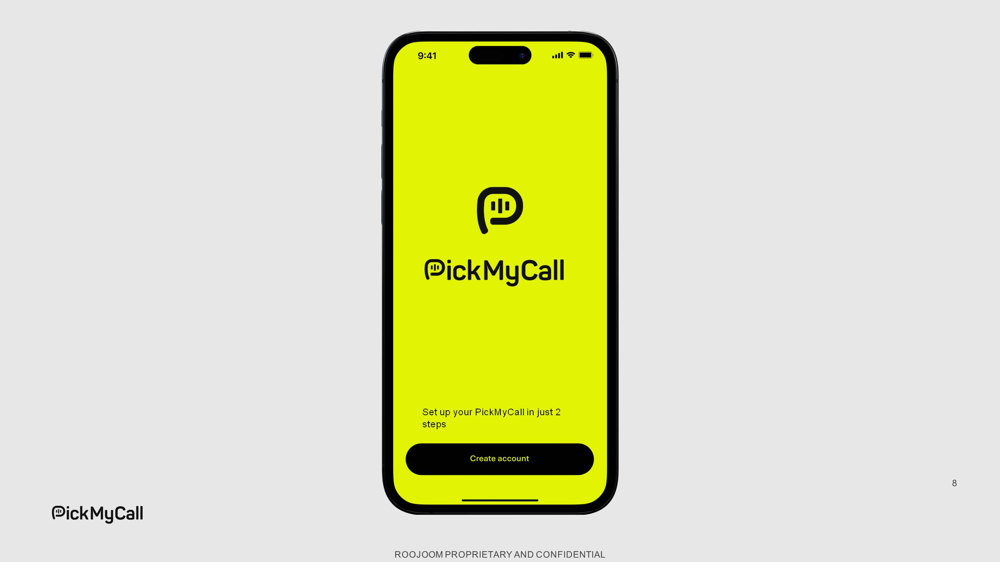 9:41
PickMyCall
Set up your PickMyCall in just 2
steps
Create account
8
PickMyCall
ROOJOOM PROPRIETARY AND CONFIDENTIAL